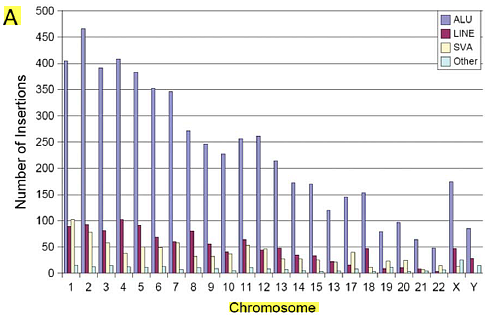 A
500
450
400
350
300
250
200
150
100
50
0
Number of Insertions
ALU
LINE
SVA
Other
1 2 3 4 5 6 7 8 9 10 11 12 13 14 15 13 17 18 19 20 21 22 X Y
Chromosome